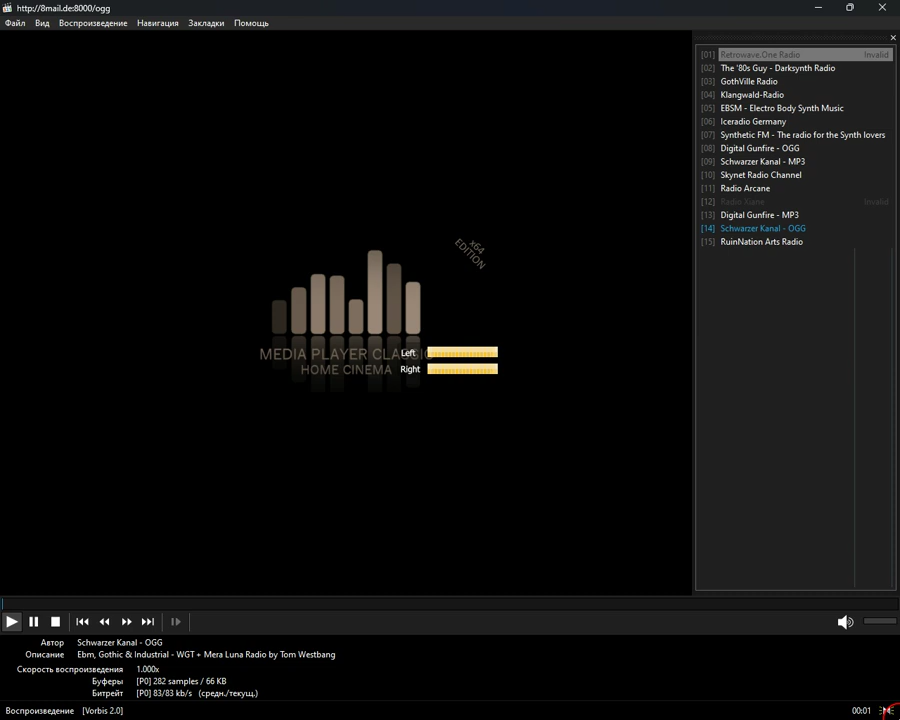 http://8mail.de:8000/ogg
Файл Вид Воспроизведение Навигация Закладки Помощь
[01] Retrowave.One Radio Invalid
[02] The '80s Guy - Darksynth Radio
[03] GothVille Radio
[04] Klangwald-Radio
[05] EBSM - Electro Body Synth Music
[06] Iceradio Germany
[07] Synthetic FM - The radio for the Synth lovers
[08] Digital Gunfire - OGG
[09] Schwarzer Kanal - MP3
[10] Skynet Radio Channel
[11] Radio Arcane
[12] Radio Xiane Invalid
[13] Digital Gunfire - MP3
[14] Schwarzer Kanal - OGG
[15] RuinNation Arts Radio
x64
EDITION
MEDIA PLAYER CLASSIC
HOME CINEMA
Left
Right
Автор Schwarzer Kanal - OGG
Описание Ebm, Gothic & Industrial - WGT + Mera Luna Radio by Tom Westbang
Скорость воспроизведения 1.000x
Буферы [P0] 282 samples / 66 KB
Битрейт [P0] 83/83 kb/s (средн./текущ.)
Воспроизведение [Vorbis 2.0] 00:01